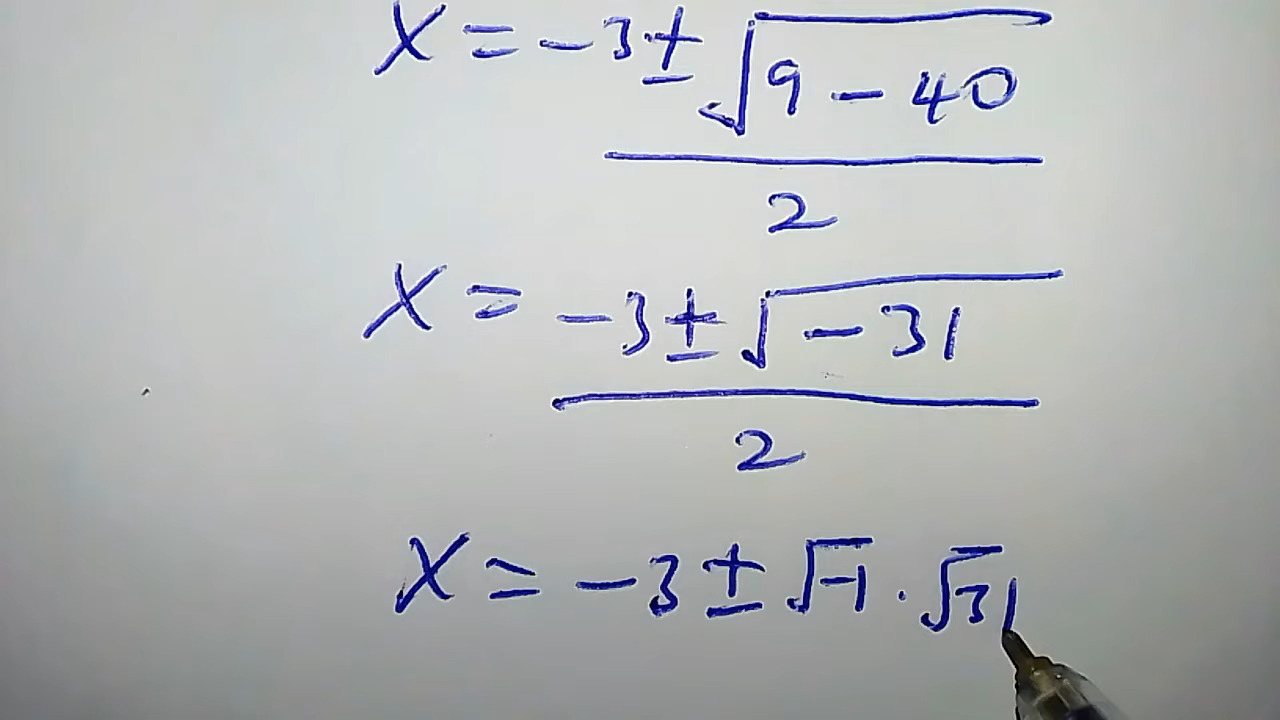 X = -3 ± √9 - 40
2
X = -3 ± √-31
2
X = -3 ± √-1 . √31